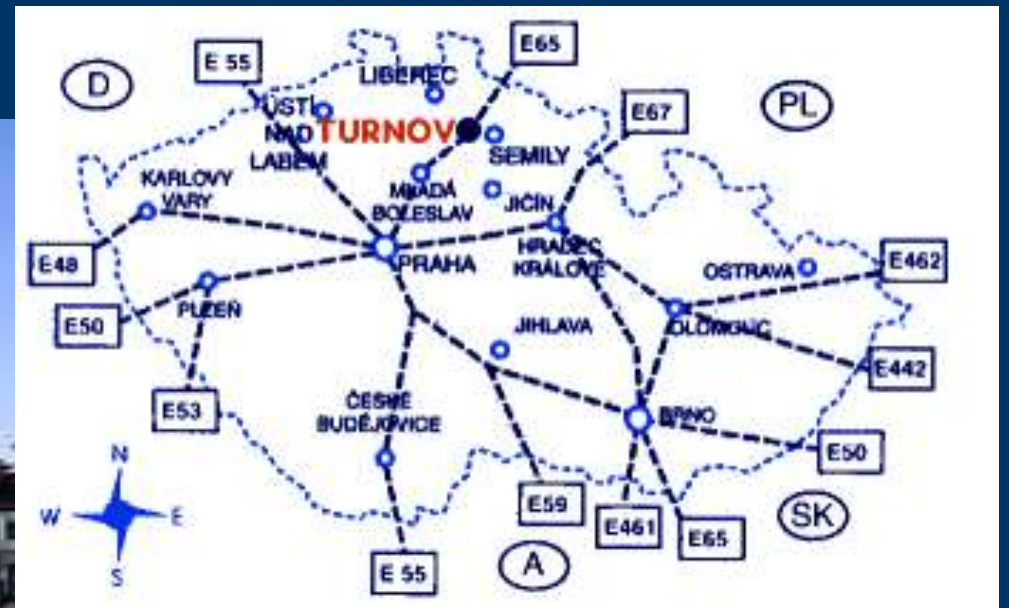 E 55
E65
D
LIBEREC
PL
ÚSTÍ
NAD
LABEM
TURNOV
E67
SEMILY
KARLOVY
VARY
MLADÁ
BOLESLAV
JIČÍN
E48
PRAHA
HRADEC
KRÁLOVÉ
OSTRAVA
E462
E50
PLZEŇ
JIHLAVA
OLOMOUC
E442
E53
ČESKÉ
BUDĚJOVICE
BRNO
E50
N
W
E
S
E59
E461
E65
SK
E 55
A